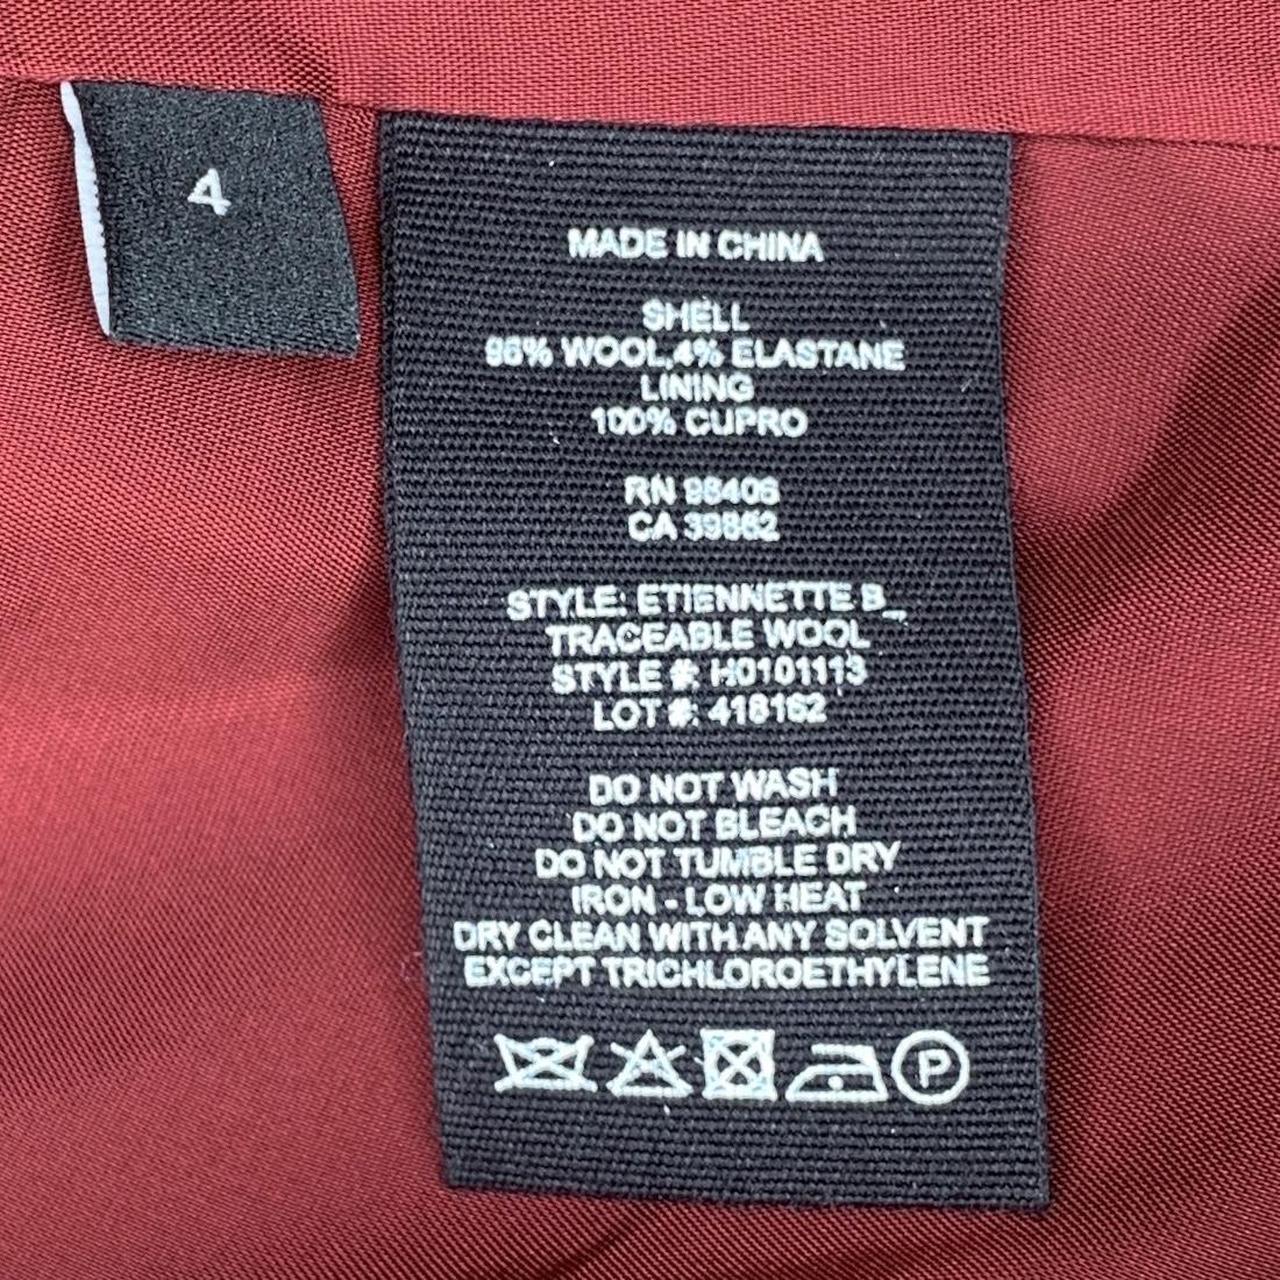 4
MADE IN CHINA
SHELL
96% WOOL,4% ELASTANE
LINING
100% CUPRO
RN 98406
CA 39862
STYLE: ETIENNETTE B_
TRACEABLE WOOL
STYLE #: H0101113
LOT #: 418162
DO NOT WASH
DO NOT BLEACH
DO NOT TUMBLE DRY
IRON - LOW HEAT
DRY CLEAN WITH ANY SOLVENT
EXCEPT TRICHLOROETHYLENE
P